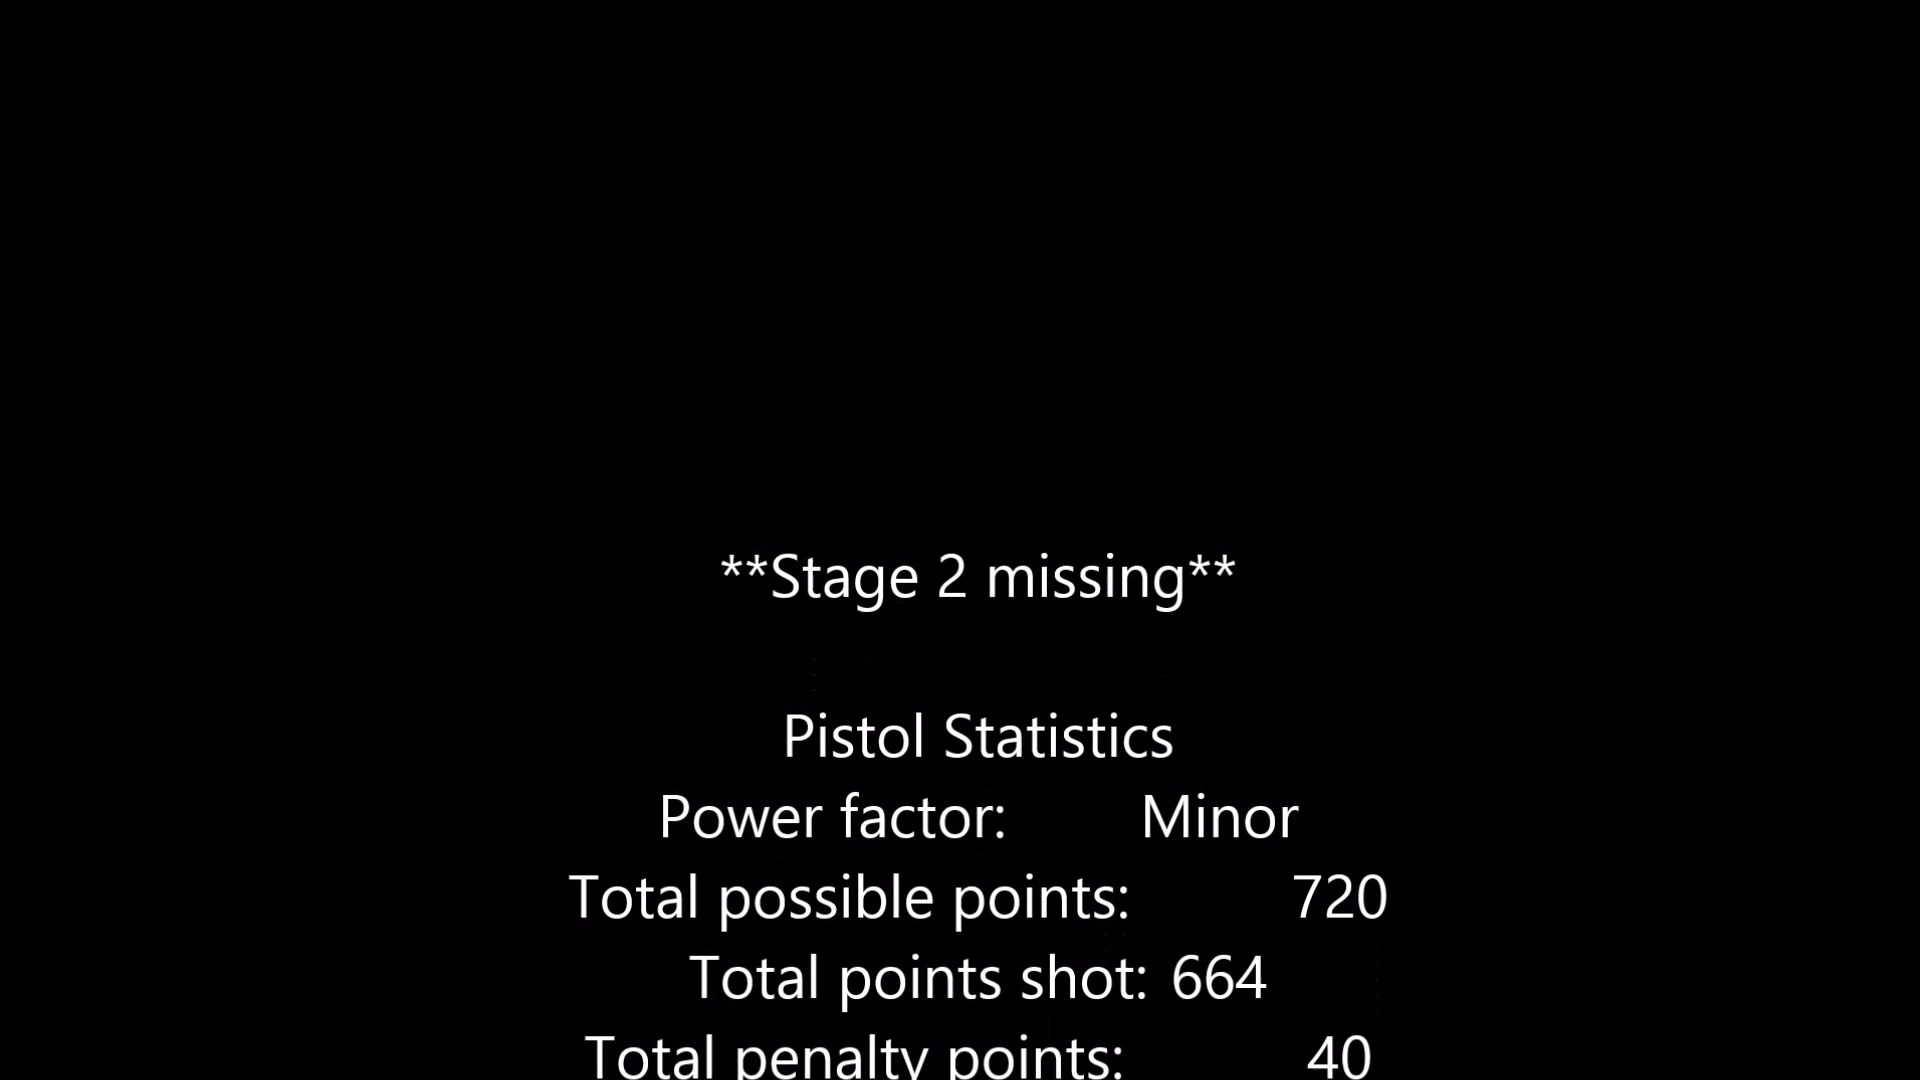 **Stage 2 missing**
Pistol Statistics
Power factor: Minor
Total possible points: 720
Total points shot: 664
Total penalty points: 40